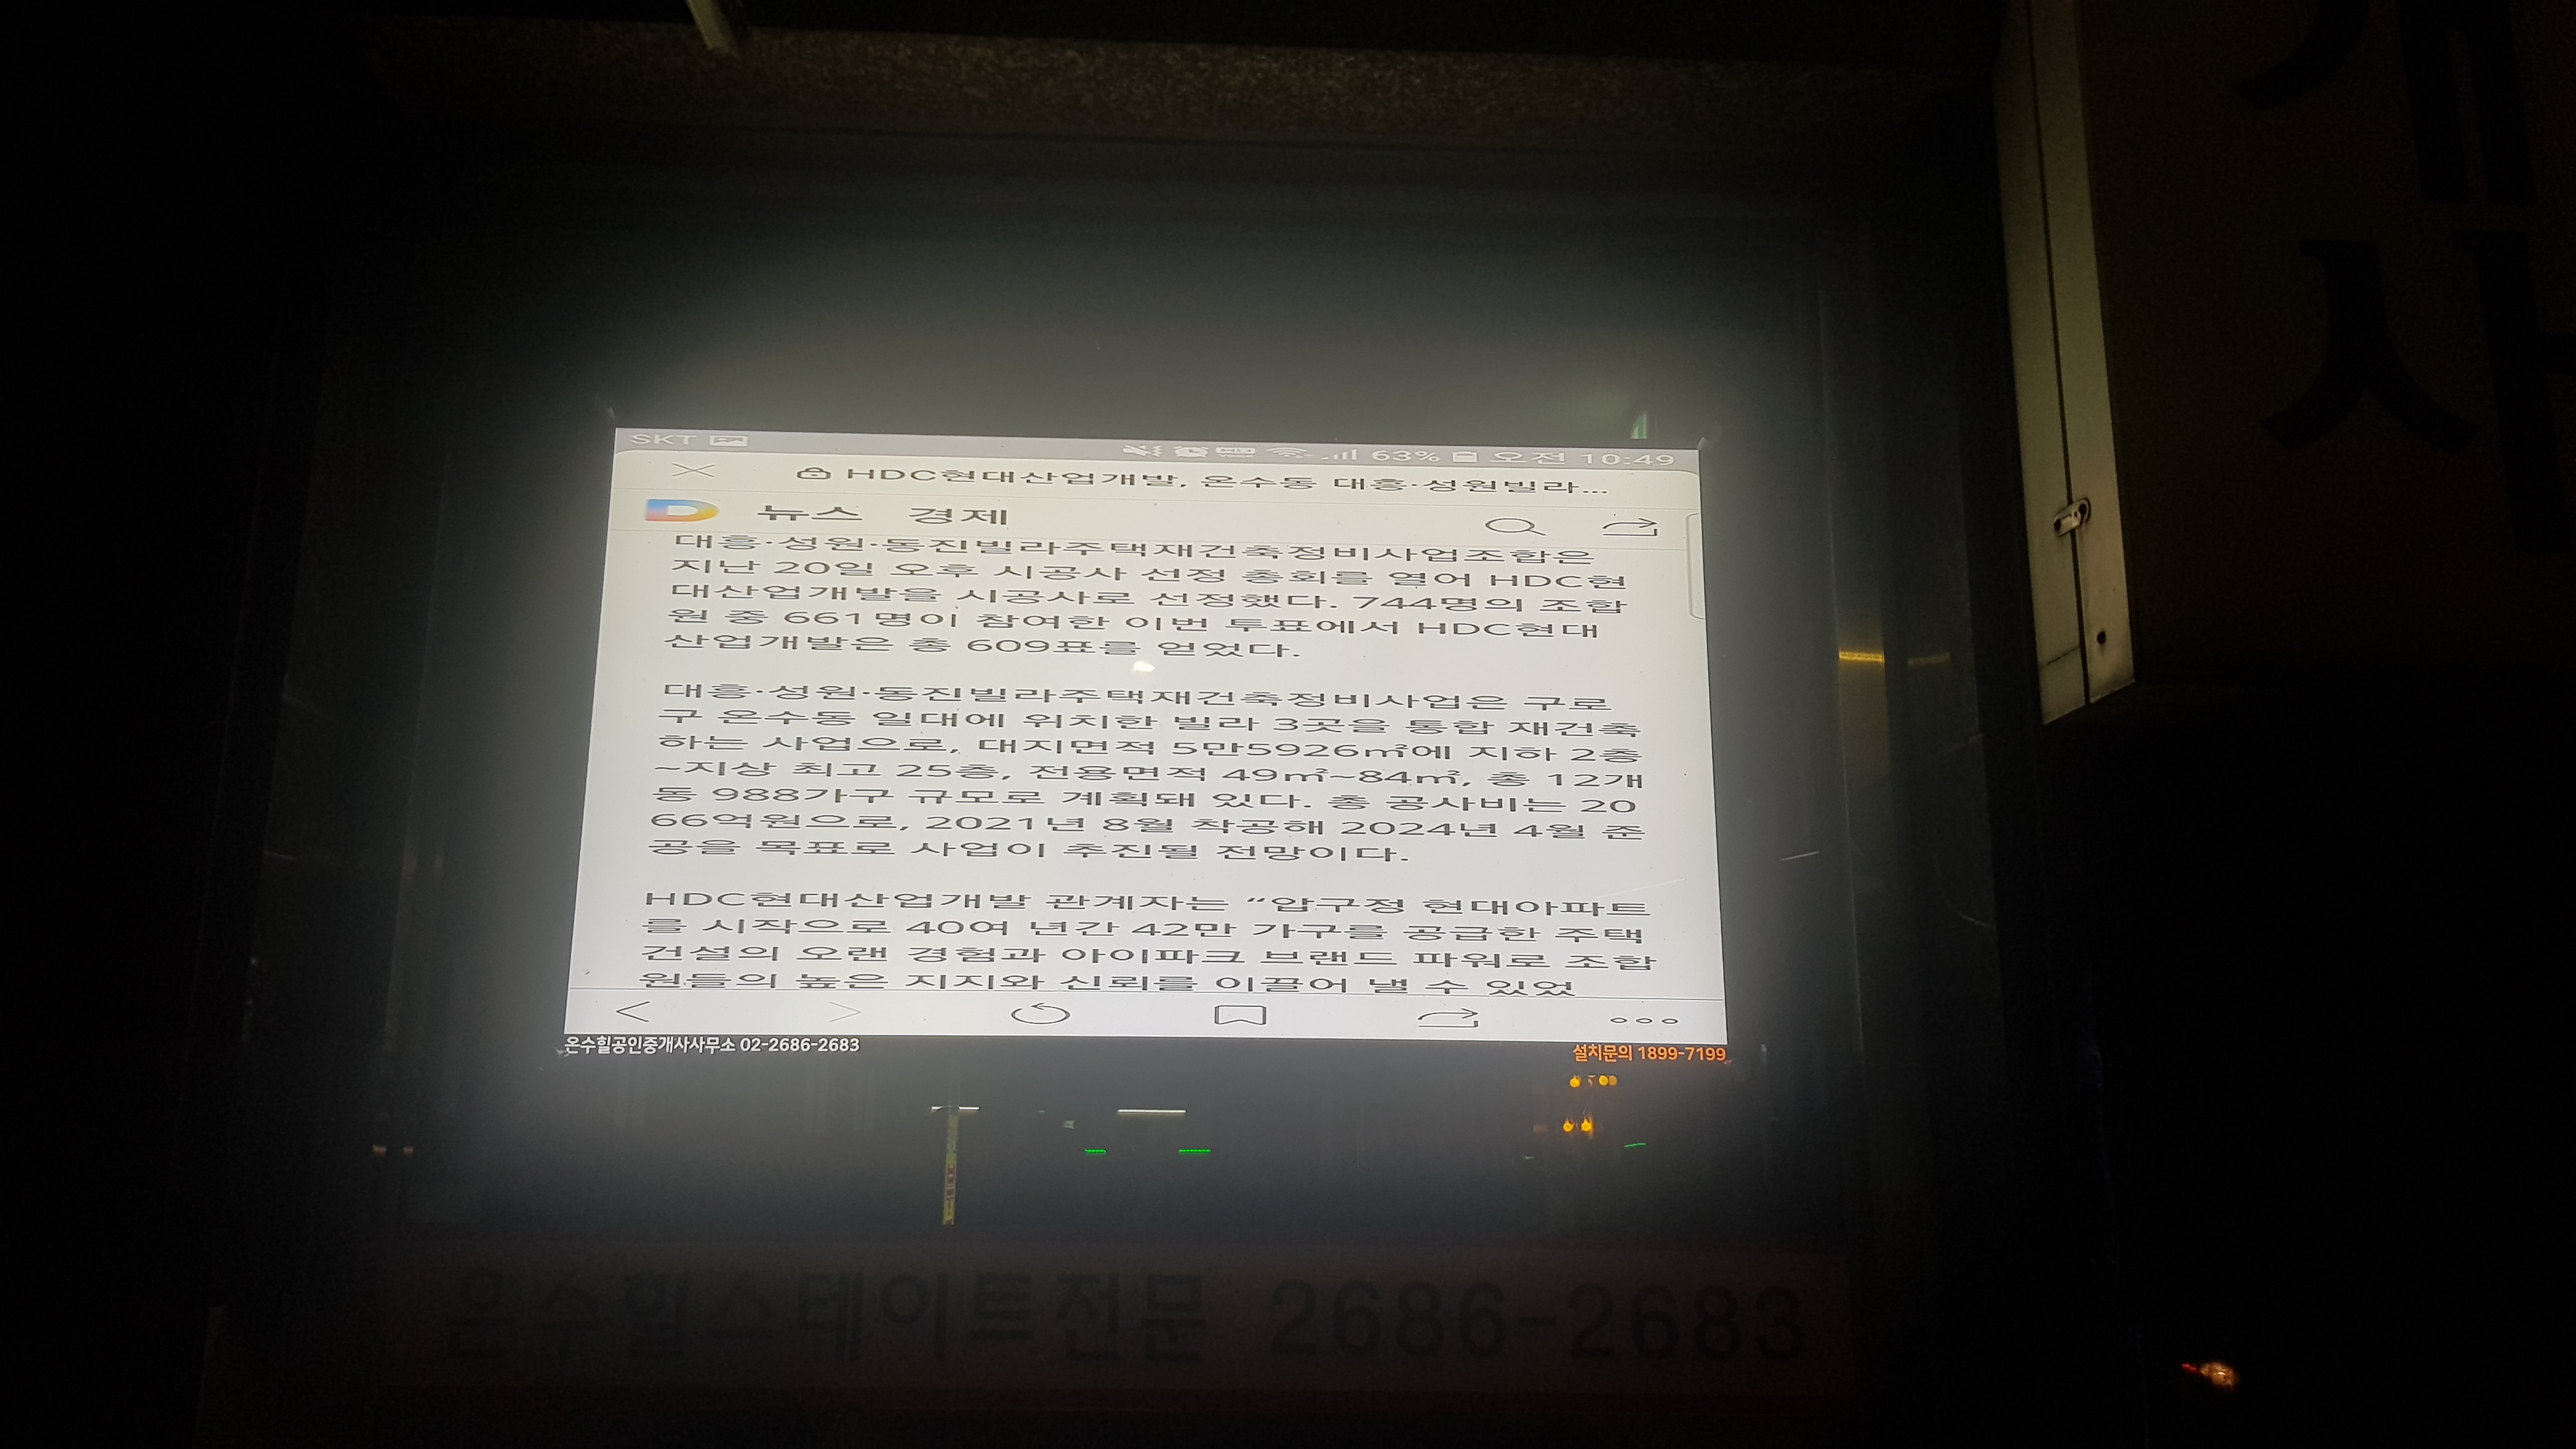 SKT 63% 오전 10:49
HDC현대산업개발, 온수동 대흥·성원빌라...
D 뉴스 경제
대흥·성원·동진빌라주택재건축정비사업조합은
지난 20일 오후 시공사 선정 총회를 열어 HDC현
대산업개발을 시공사로 선정했다. 744명의 조합
원 중 661명이 참여한 이번 투표에서 HDC현대
산업개발은 총 609표를 얻었다.
대흥·성원·동진빌라주택재건축정비사업은 구로
구 온수동 일대에 위치한 빌라 3곳을 통합 재건축
하는 사업으로, 대지면적 5만5926㎡에 지하 2층
~지상 최고 25층, 전용면적 49㎡~84㎡, 총 12개
동 988가구 규모로 계획돼 있다. 총 공사비는 20
66억원으로, 2021년 8월 착공해 2024년 4월 준
공을 목표로 사업이 추진될 전망이다.
HDC현대산업개발 관계자는 “압구정 현대아파트
를 시작으로 40여 년간 42만 가구를 공급한 주택
건설의 오랜 경험과 아이파크 브랜드 파워로 조합
원들의 높은 지지와 신뢰를 이끌어 낼 수 있었
온수힐공인중개사사무소 02-2686-2683
설치문의 1899-7199
온수힐스테이트전문 2686-2683
개
사